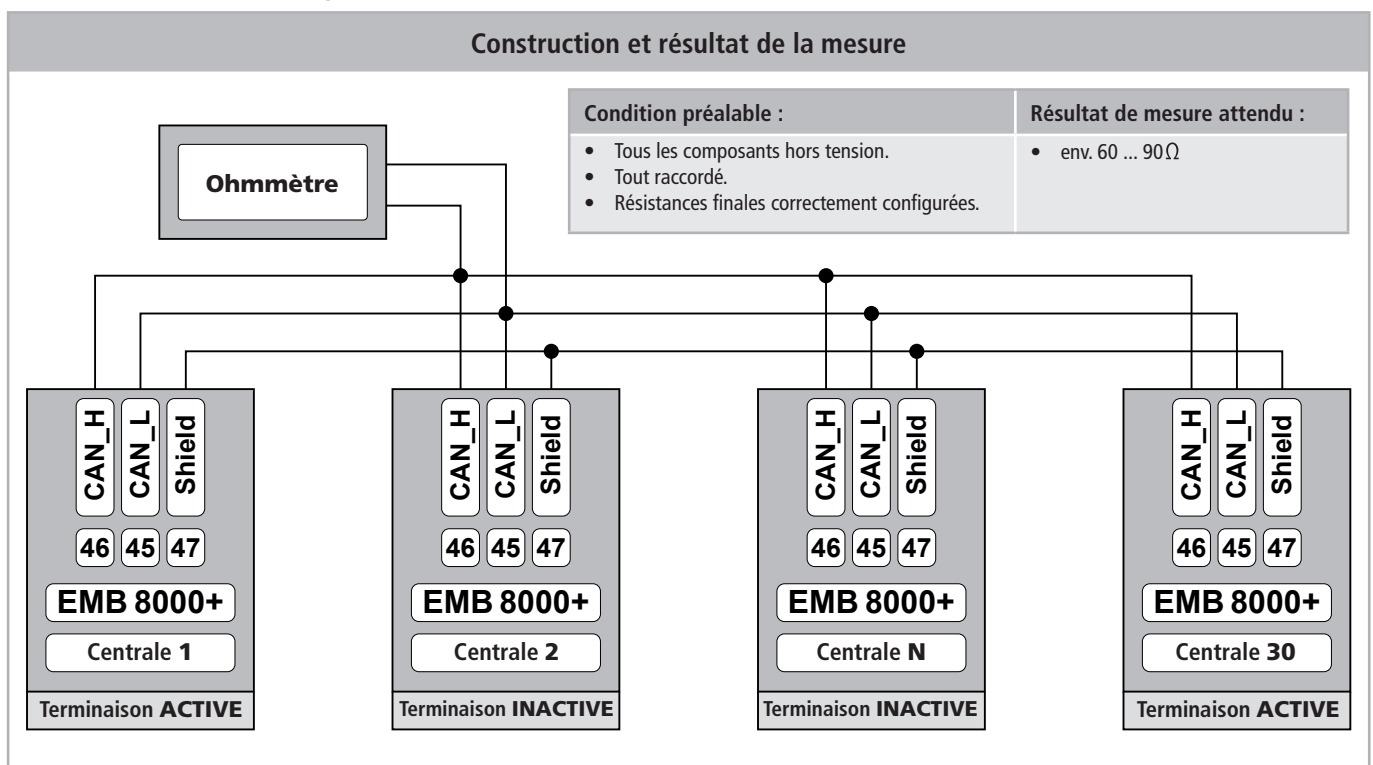 Construction et résultat de la mesure
Condition préalable :
Résultat de mesure attendu :
• Tous les composants hors tension.
• Tout raccordé.
• Résistances finales correctement configurées.
• env. 60 ... 90 Ω
Ohmmètre
CAN_H
CAN_L
Shield
46
45
47
EMB 8000+
Centrale 1
Terminaison ACTIVE
CAN_H
CAN_L
Shield
46
45
47
EMB 8000+
Centrale 2
Terminaison INACTIVE
CAN_H
CAN_L
Shield
46
45
47
EMB 8000+
Centrale N
Terminaison INACTIVE
CAN_H
CAN_L
Shield
46
45
47
EMB 8000+
Centrale 30
Terminaison ACTIVE